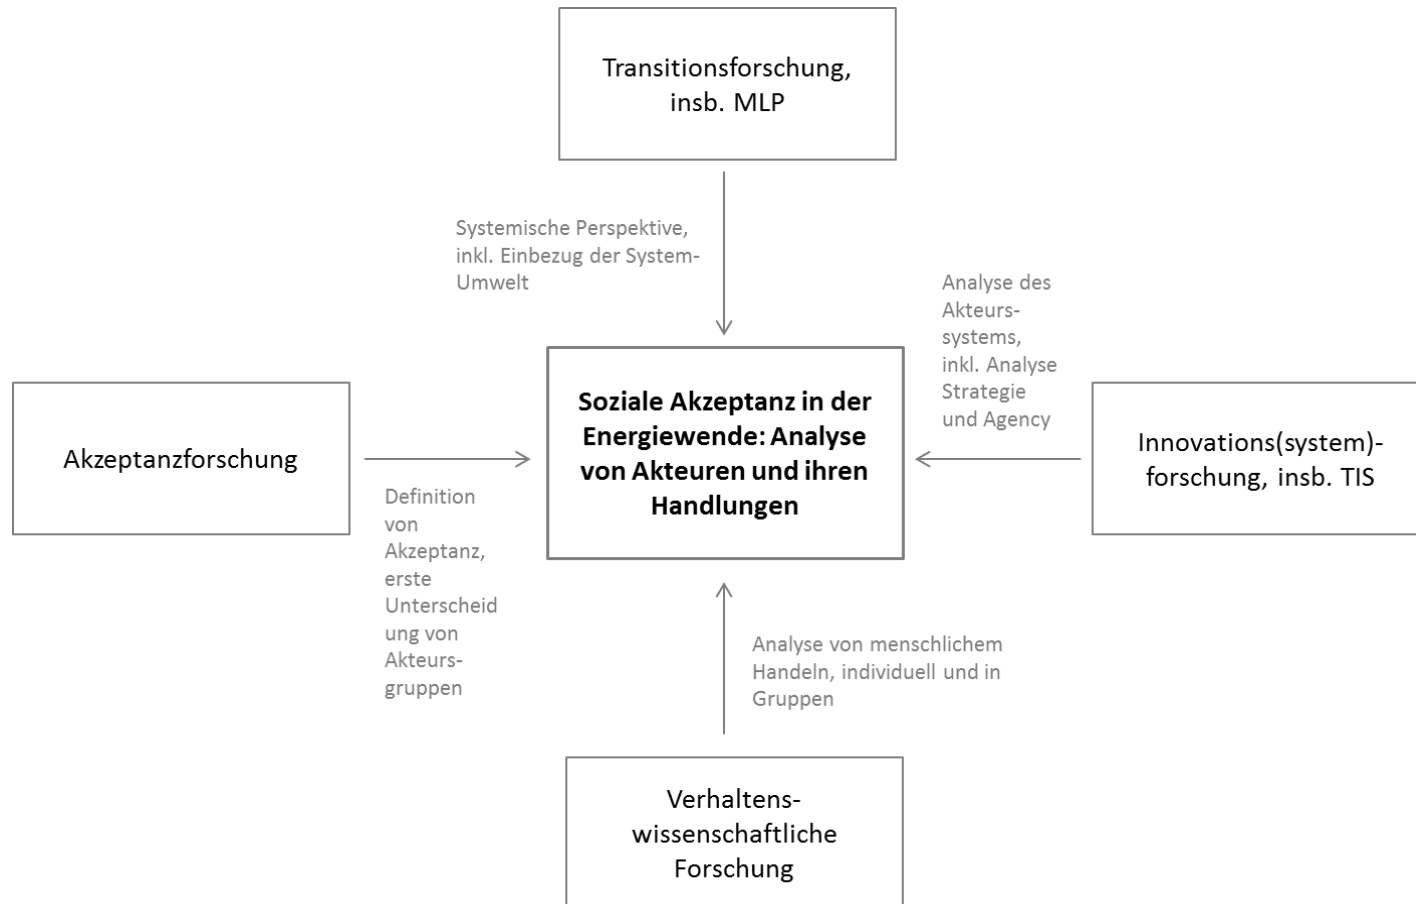 Transitionsforschung,
insb. MLP
Systemische Perspektive,
inkl. Einbezug der System-
Umwelt
Analyse des
Akteurs-
systems,
inkl. Analyse
Strategie
und Agency
Soziale Akzeptanz in der
Energiewende: Analyse
von Akteuren und ihren
Handlungen
Akzeptanzforschung
Innovations(system)-
forschung, insb. TIS
Definition
von
Akzeptanz,
erste
Unterscheid
ung von
Akteurs-
gruppen
Analyse von menschlichem
Handeln, individuell und in
Gruppen
Verhaltens-
wissenschaftliche
Forschung